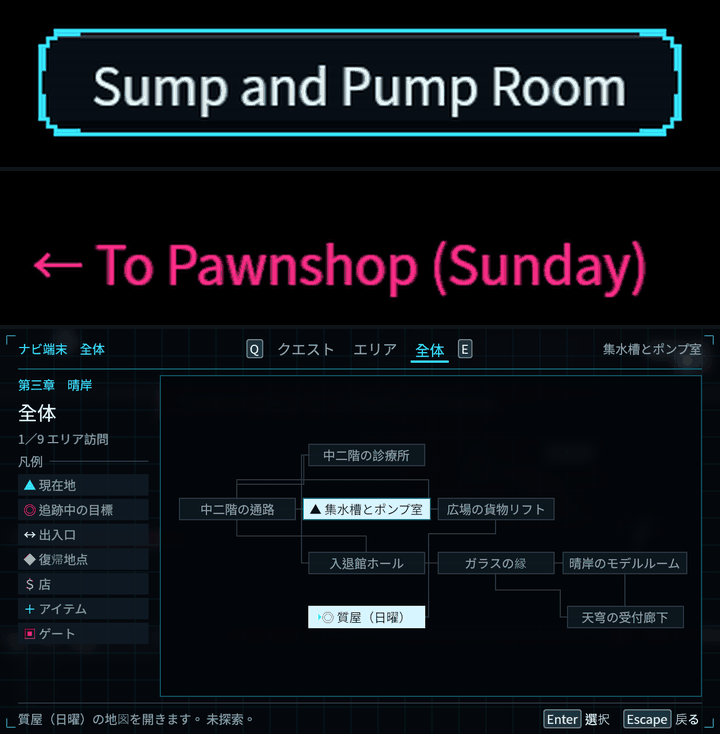 Sump and Pump Room
← To Pawnshop (Sunday)
ナビ端末 全体
Q クエスト エリア 全体 E
集水槽とポンプ室
第三章 晴岸
全体
1／9 エリア訪問
凡例
▲ 現在地
◎ 追跡中の目標
↔ 出入口
◆ 復帰地点
$ 店
+ アイテム
▣ ゲート
中二階の診療所
中二階の通路
▲ 集水槽とポンプ室
広場の貨物リフト
入退館ホール
ガラスの縁
晴岸のモデルルーム
◎ 質屋（日曜）
天穹の受付廊下
質屋（日曜）の地図を開きます。未探索。
Enter 選択 Escape 戻る